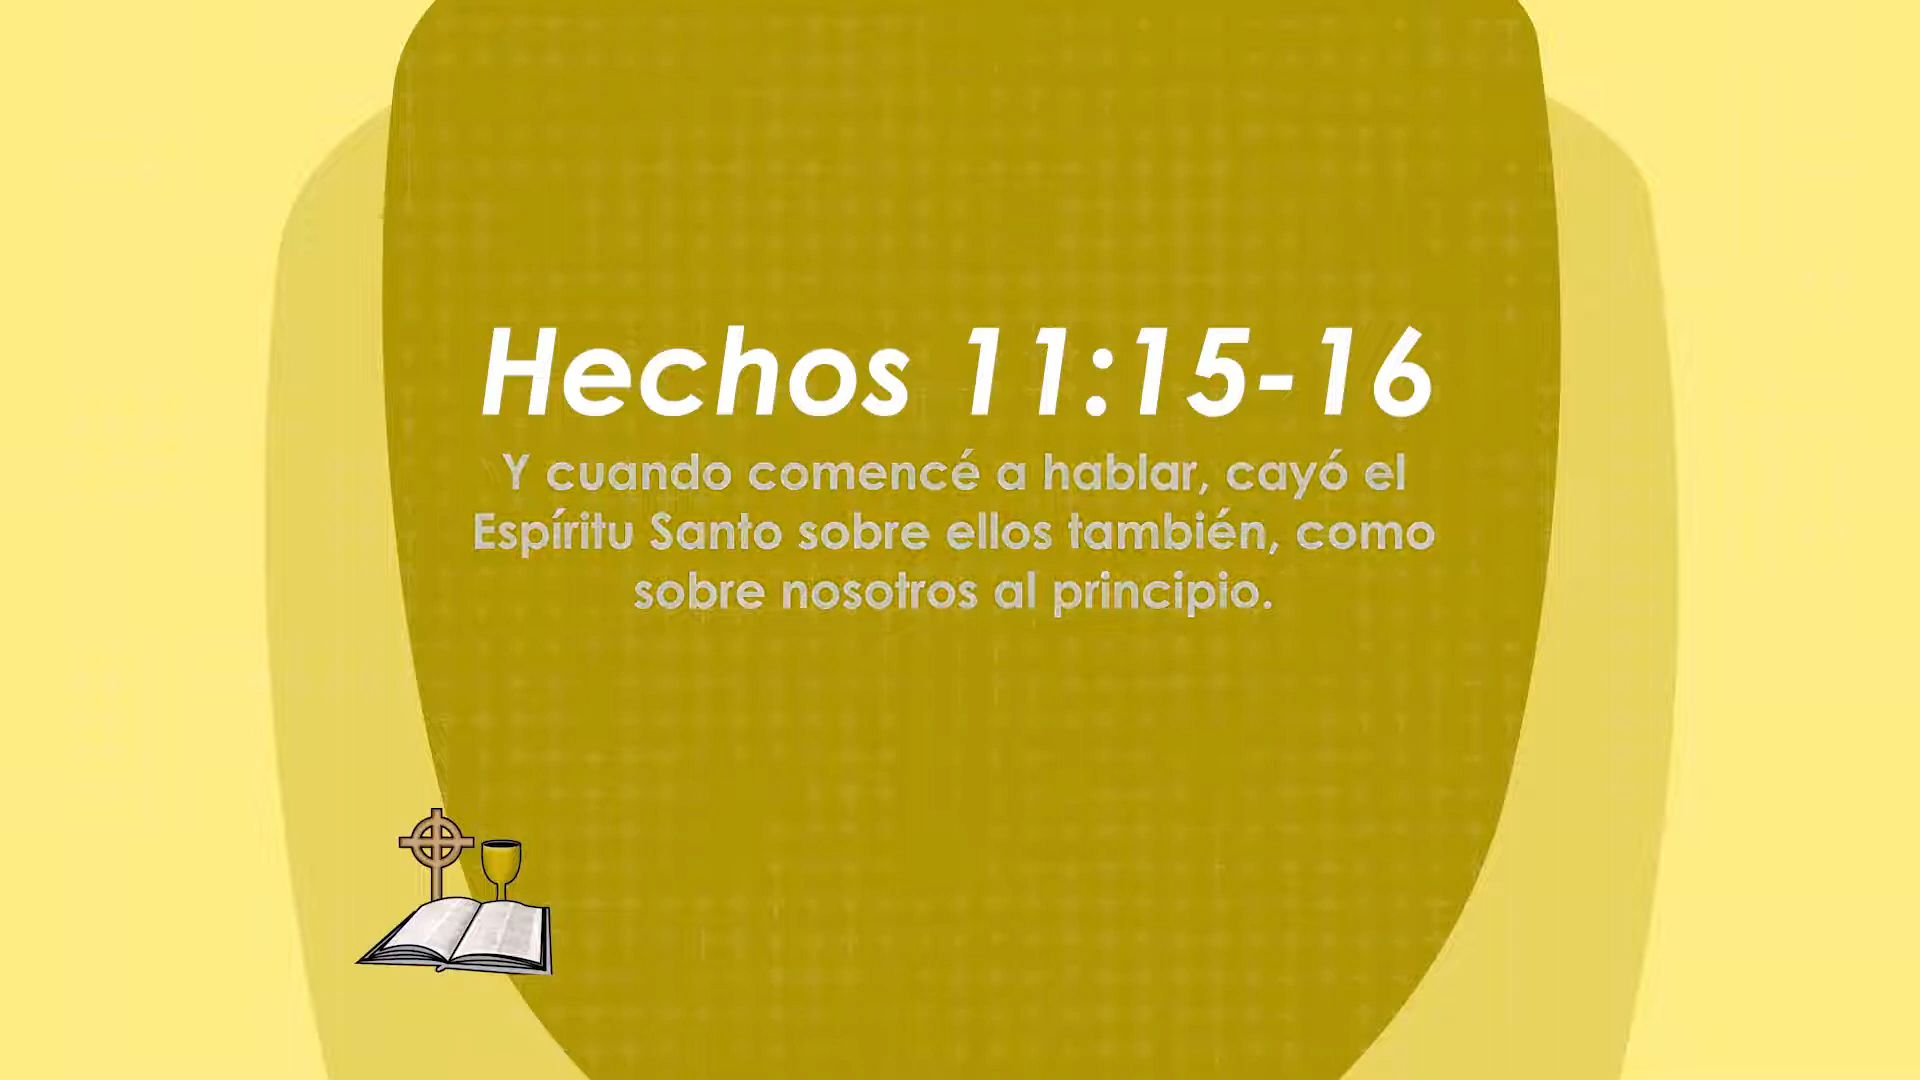 Hechos 11:15-16
Y cuando comencé a hablar, cayó el
Espíritu Santo sobre ellos también, como
sobre nosotros al principio.